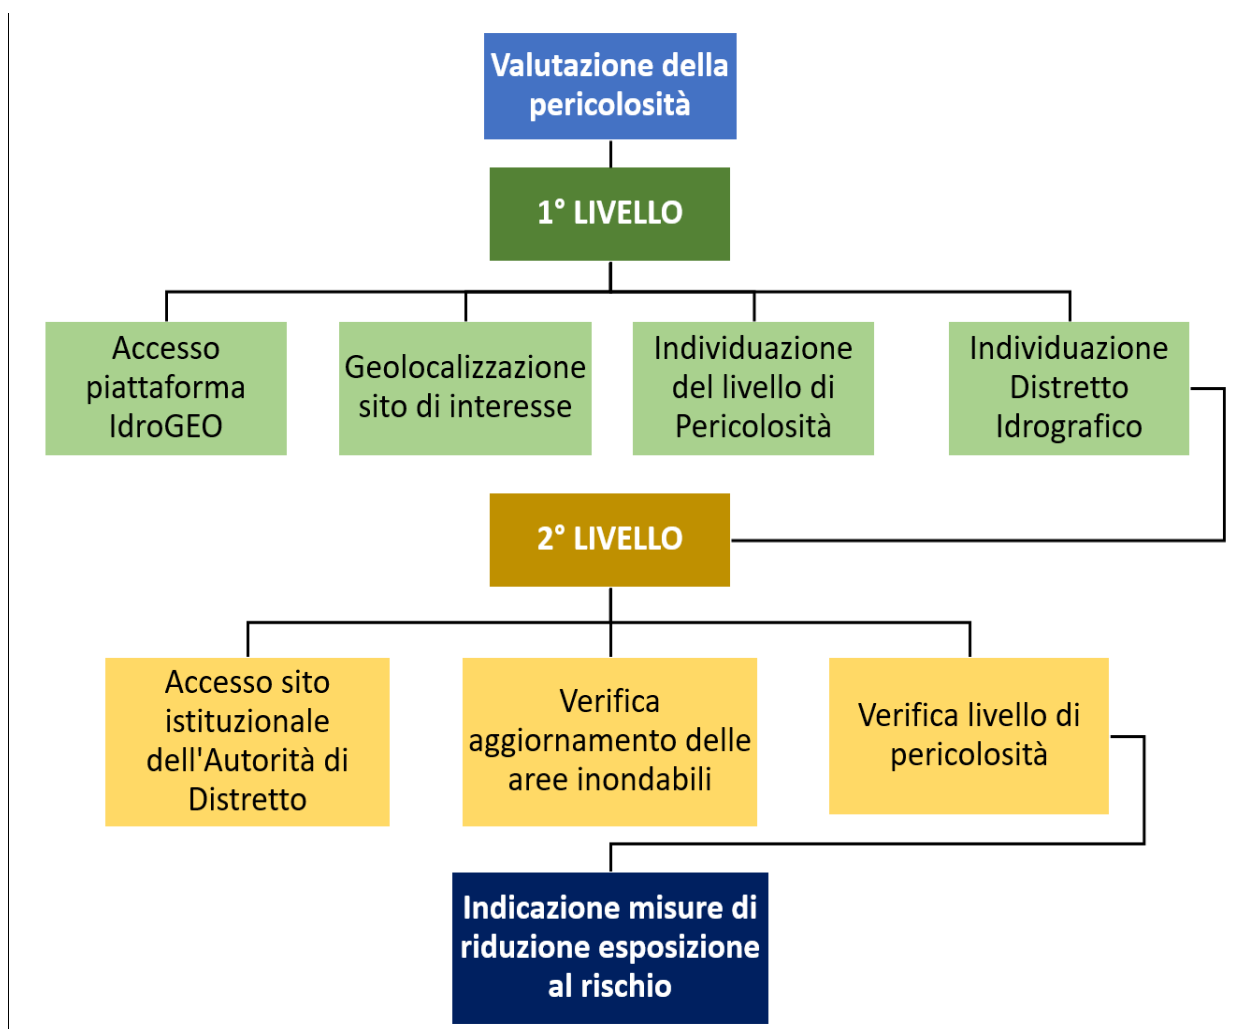 Valutazione della
pericolosità
1° LIVELLO
Accesso
piattaforma
IdroGEO
Geolocalizzazione
sito di interesse
Individuazione
del livello di
Pericolosità
Individuazione
Distretto
Idrografico
2° LIVELLO
Accesso sito
istituzionale
dell'Autorità di
Distretto
Verifica
aggiornamento delle
aree inondabili
Verifica livello di
pericolosità
Indicazione misure di
riduzione esposizione
al rischio